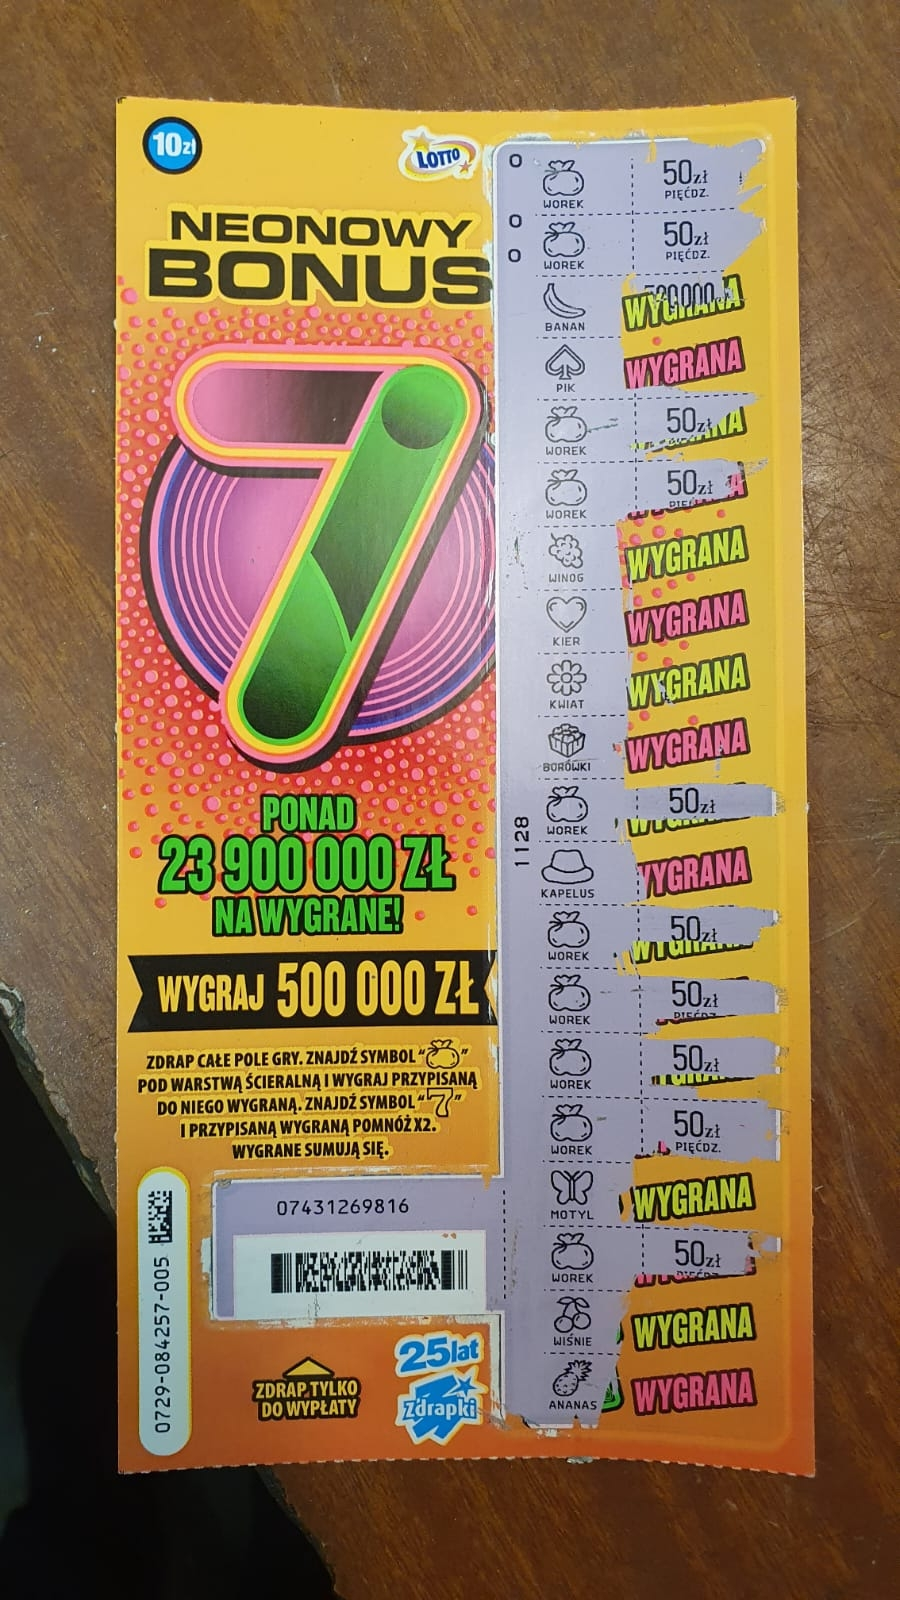 10zł
LOTTO
NEONOWY
BONUS
7
PONAD
23 900 000 ZŁ
NA WYGRANE!
WYGRAJ 500 000 ZŁ
ZDRAP CAŁE POLE GRY. ZNAJDŹ SYMBOL “ ”
POD WARSTWĄ ŚCIERALNĄ I WYGRAJ PRZYPISANĄ
DO NIEGO WYGRANĄ. ZNAJDŹ SYMBOL “7”
I PRZYPISANĄ WYGRANĄ POMNÓŻ X2.
WYGRANE SUMUJĄ SIĘ.
07431269816
0729-084257-005
ZDRAP TYLKO
DO WYPŁATY
25lat
Zdrapki
0
0
0
1128
WOREK 50zł
PIĘĆDZ.
WOREK 50zł
PIĘĆDZ.
BANAN WYGRANA
PIK WYGRANA
WOREK 50zł
WOREK 50zł
WINOG WYGRANA
KIER WYGRANA
KWIAT WYGRANA
BORÓWKI WYGRANA
WOREK 50zł
KAPELUS WYGRANA
WOREK 50zł
WYGRANA
WOREK 50zł
PIĘĆDZ.
WOREK 50zł
WOREK 50zł
PIĘĆDZ.
MOTYL WYGRANA
WOREK 50zł
WIŚNIE WYGRANA
ANANAS WYGRANA